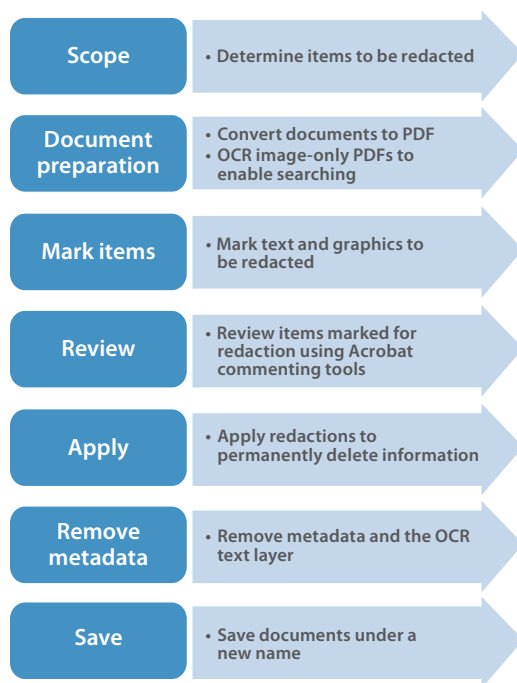 Scope
• Determine items to be redacted
Document
preparation
• Convert documents to PDF
• OCR image-only PDFs to
enable searching
Mark items
• Mark text and graphics to
be redacted
Review
• Review items marked for
redaction using Acrobat
commenting tools
Apply
• Apply redactions to
permanently delete information
Remove
metadata
• Remove metadata and the OCR
text layer
Save
• Save documents under a
new name